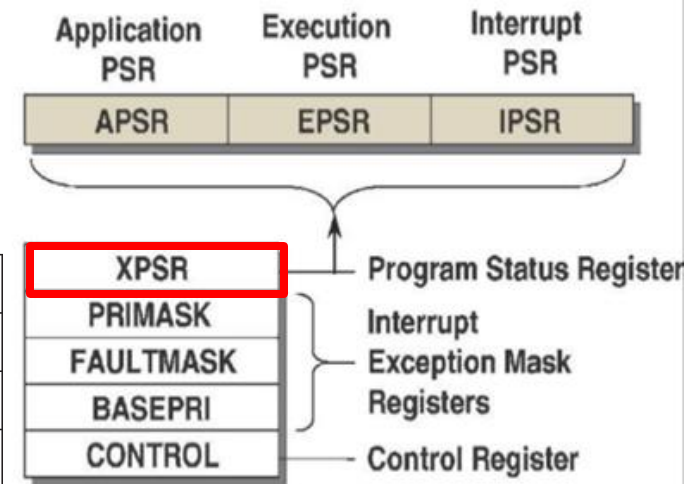 Application PSR
Execution PSR
Interrupt PSR
APSR EPSR IPSR
XPSR Program Status Register
PRIMASK
FAULTMASK
BASEPRI
Interrupt
Exception Mask
Registers
CONTROL Control Register